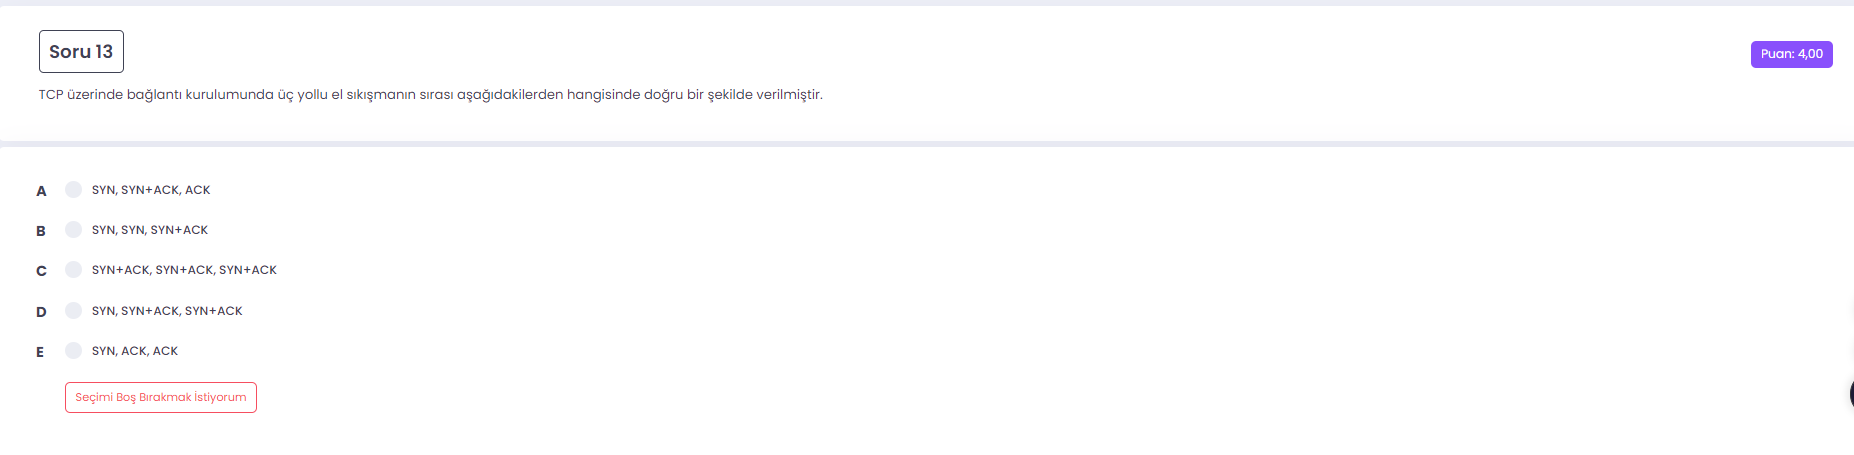 Soru 13
Puan: 4,00
TCP üzerinde bağlantı kurulumunda üç yollu el sıkışmanın sırası aşağıdakilerden hangisinde doğru bir şekilde verilmiştir.
A SYN, SYN+ACK, ACK
B SYN, SYN, SYN+ACK
C SYN+ACK, SYN+ACK, SYN+ACK
D SYN, SYN+ACK, SYN+ACK
E SYN, ACK, ACK
Seçimi Boş Bırakmak İstiyorum